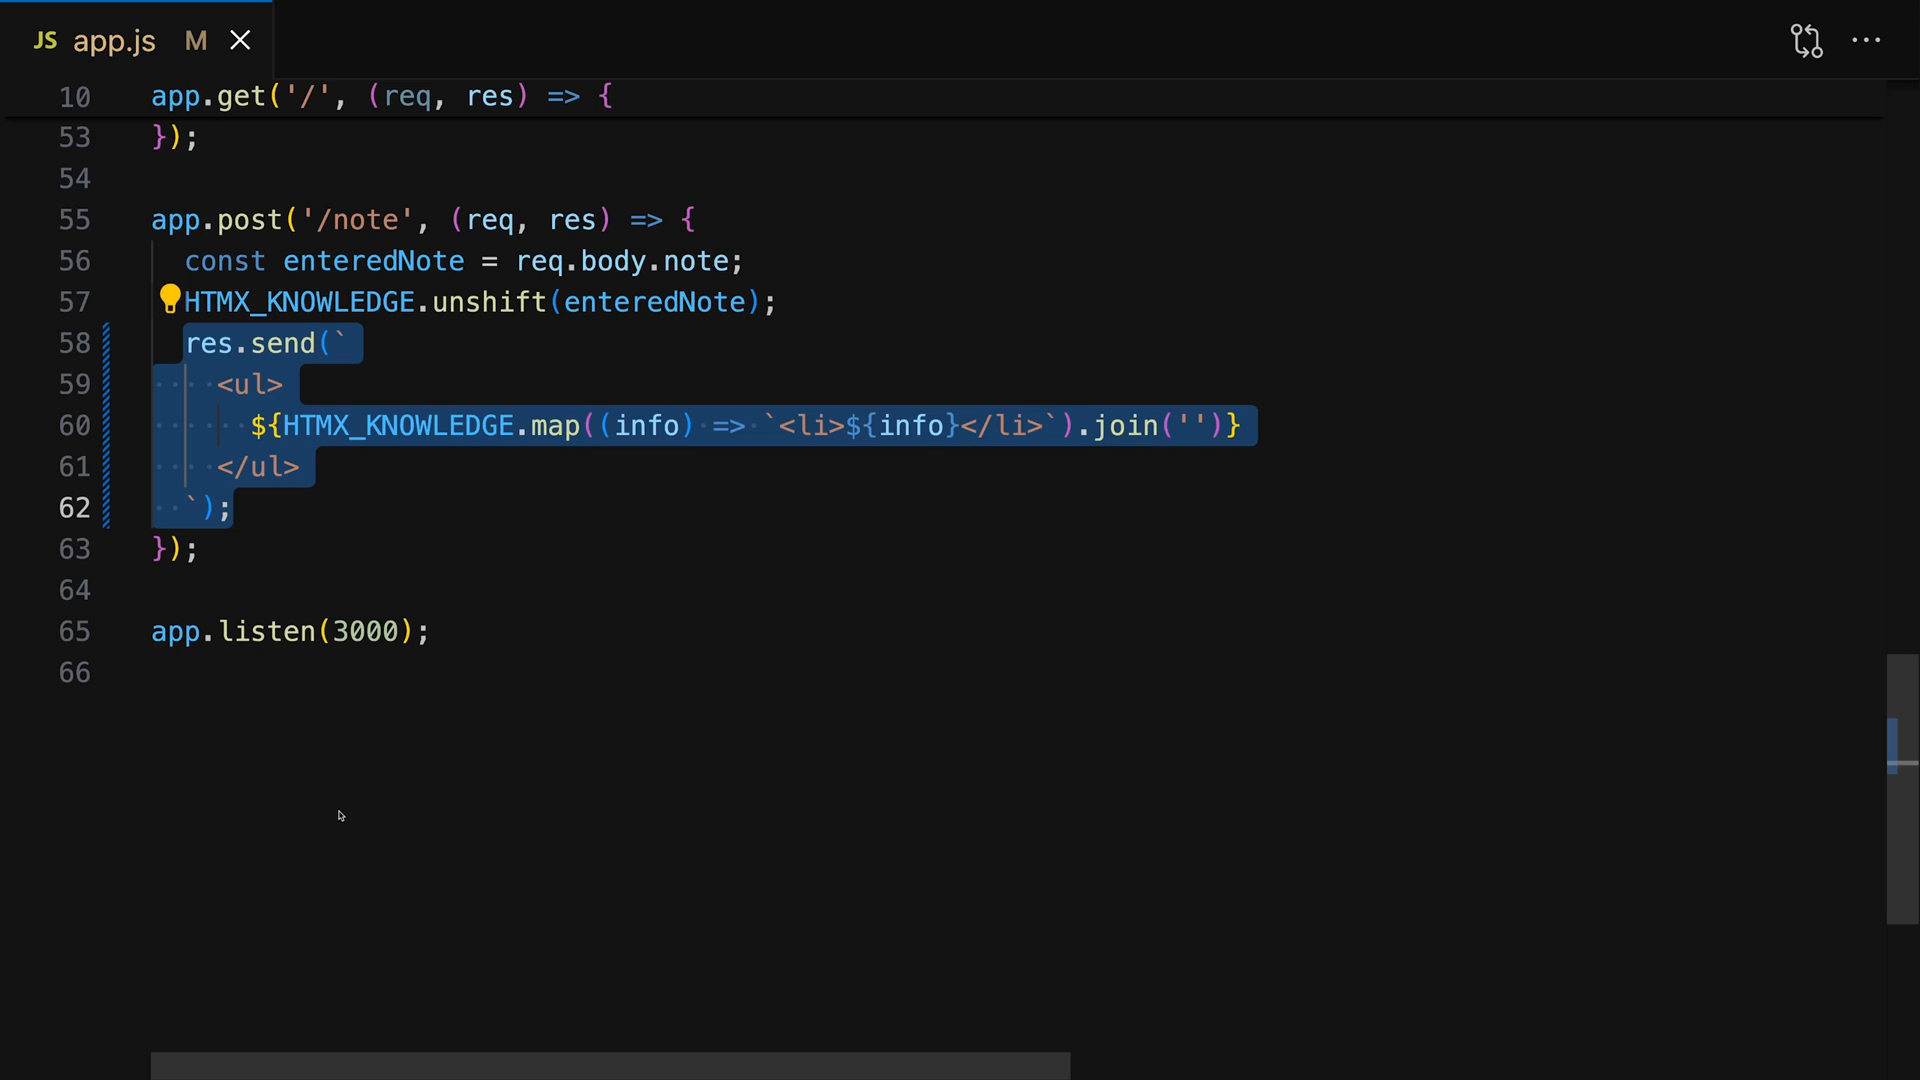 JS app.js M
10 app.get('/', (req, res) => {
53 });
54
55 app.post('/note', (req, res) => {
56 const enteredNote = req.body.note;
57 HTMX_KNOWLEDGE.unshift(enteredNote);
58 res.send(`
59 <ul>
60 ${HTMX_KNOWLEDGE.map((info) => `<li>${info}</li>`).join('')}
61 </ul>
62 `);
63 });
64
65 app.listen(3000);
66